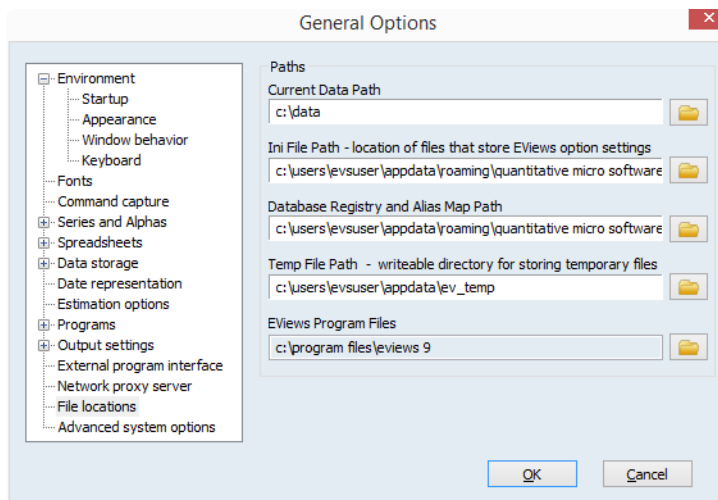 General Options
Environment
Startup
Appearance
Window behavior
Keyboard
Fonts
Command capture
Series and Alphas
Spreadsheets
Data storage
Date representation
Estimation options
Programs
Output settings
External program interface
Network proxy server
File locations
Advanced system options
Paths
Current Data Path
c:\data
Ini File Path - location of files that store EViews option settings
c:\users\evsuser\appdata\roaming\quantitative micro software
Database Registry and Alias Map Path
c:\users\evsuser\appdata\roaming\quantitative micro software
Temp File Path - writeable directory for storing temporary files
c:\users\evsuser\appdata\ev_temp
EViews Program Files
c:\program files\eviews 9
OK
Cancel